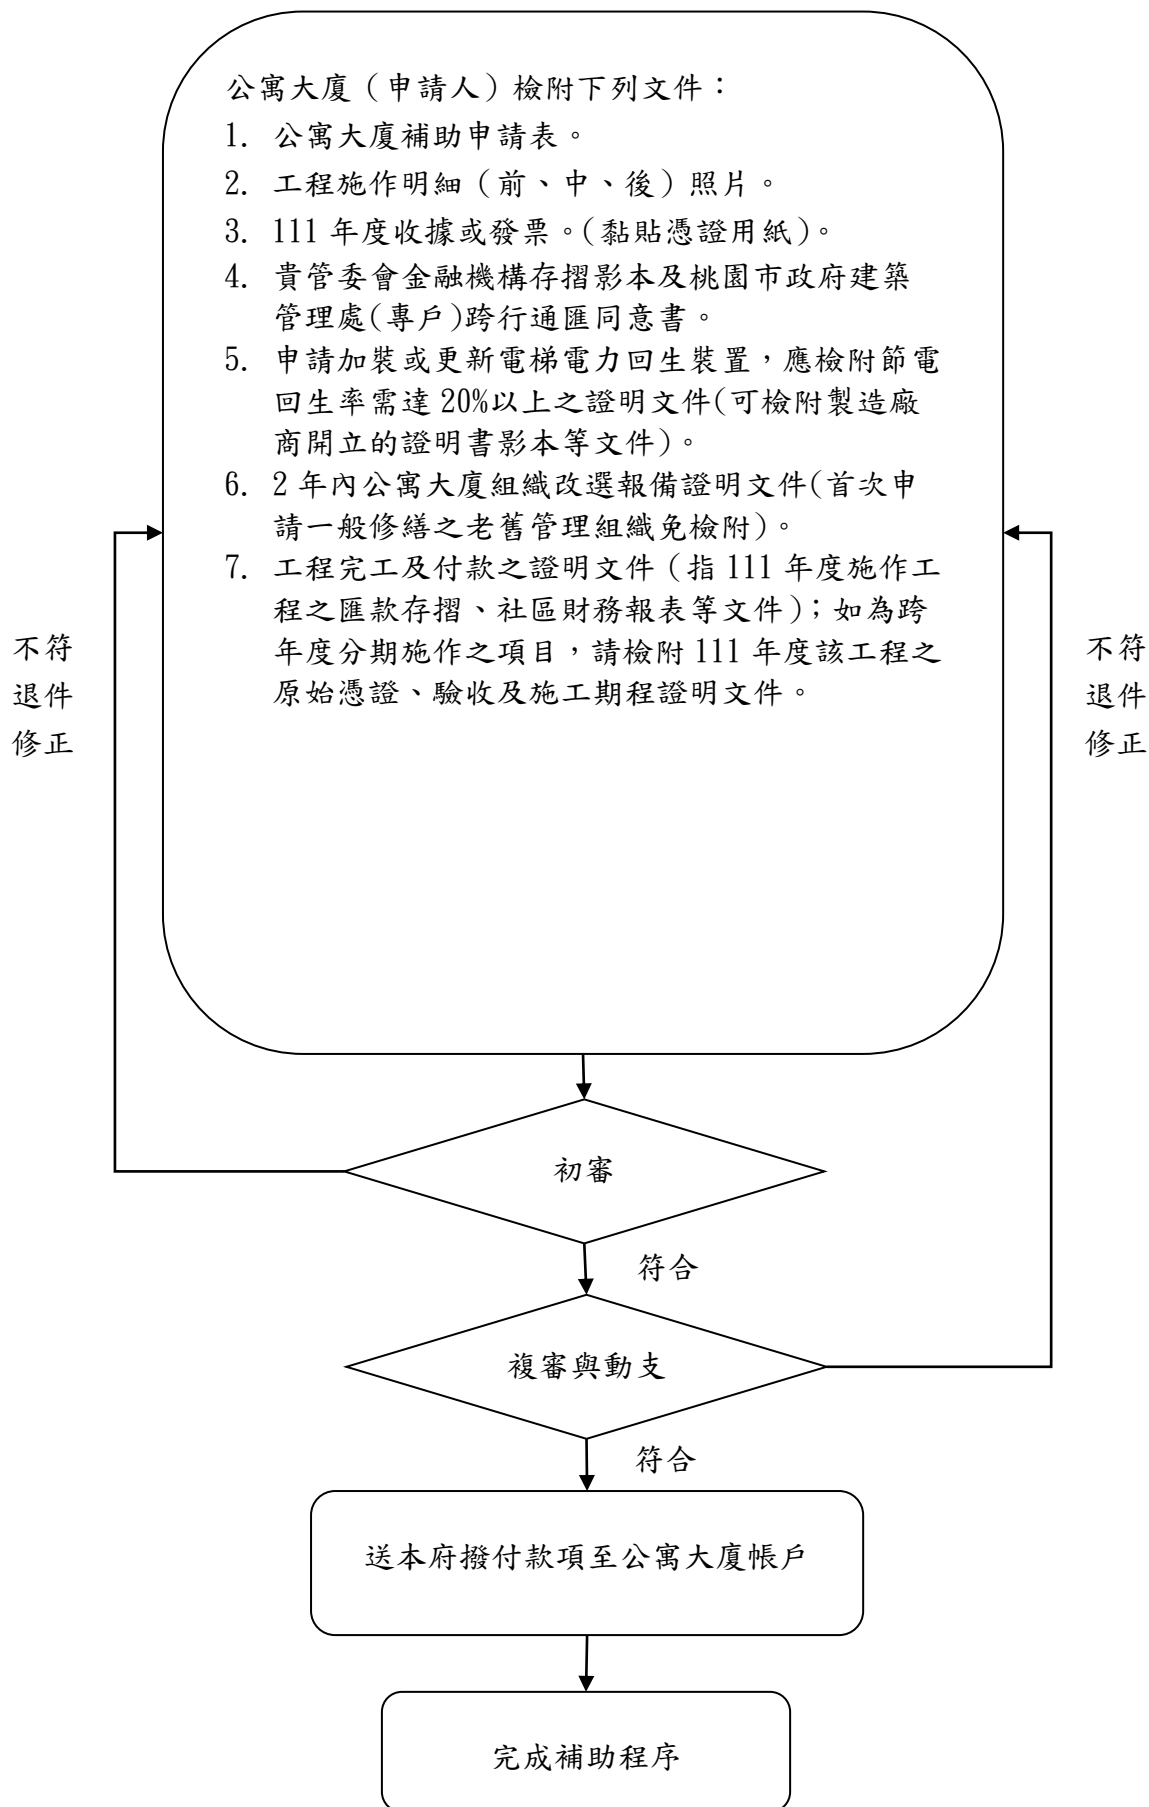 公寓大廈（申請人）檢附下列文件：
1. 公寓大廈補助申請表。
2. 工程施作明細（前、中、後）照片。
3. 111 年度收據或發票。(黏貼憑證用紙)。
4. 貴管委會金融機構存摺影本及桃園市政府建築
管理處(專戶)跨行通匯同意書。
5. 申請加裝或更新電梯電力回生裝置，應檢附節電
回生率需達 20%以上之證明文件(可檢附製造廠
商開立的證明書影本等文件)。
6. 2 年內公寓大廈組織改選報備證明文件(首次申
請一般修繕之老舊管理組織免檢附)。
7. 工程完工及付款之證明文件（指 111 年度施作工
程之匯款存摺、社區財務報表等文件）；如為跨
年度分期施作之項目，請檢附 111 年度該工程之
原始憑證、驗收及施工期程證明文件。
不符
退件
修正
不符
退件
修正
初審
符合
複審與動支
符合
送本府撥付款項至公寓大廈帳戶
完成補助程序